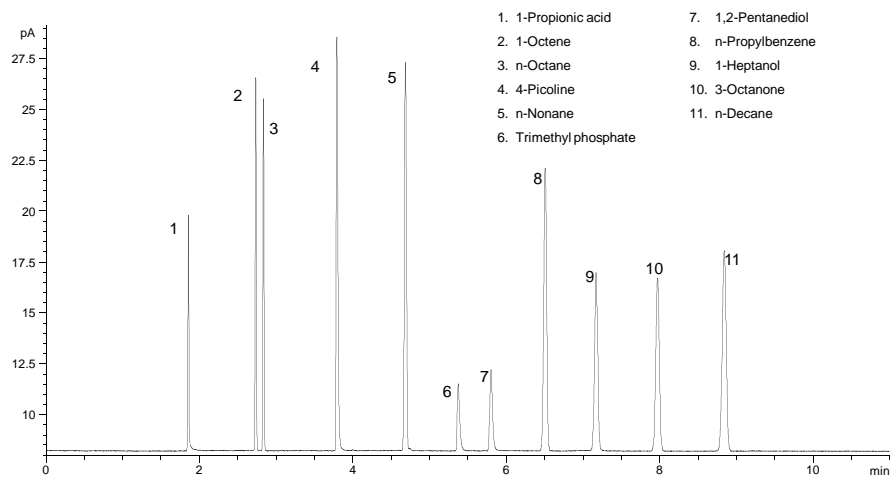 pA
27.5
25
22.5
20
17.5
15
12.5
10
0
2
4
6
8
10
min
1
2
3
4
5
6
7
8
9
10
11
1. 1-Propionic acid
2. 1-Octene
3. n-Octane
4. 4-Picoline
5. n-Nonane
6. Trimethyl phosphate
7. 1,2-Pentanediol
8. n-Propylbenzene
9. 1-Heptanol
10. 3-Octanone
11. n-Decane